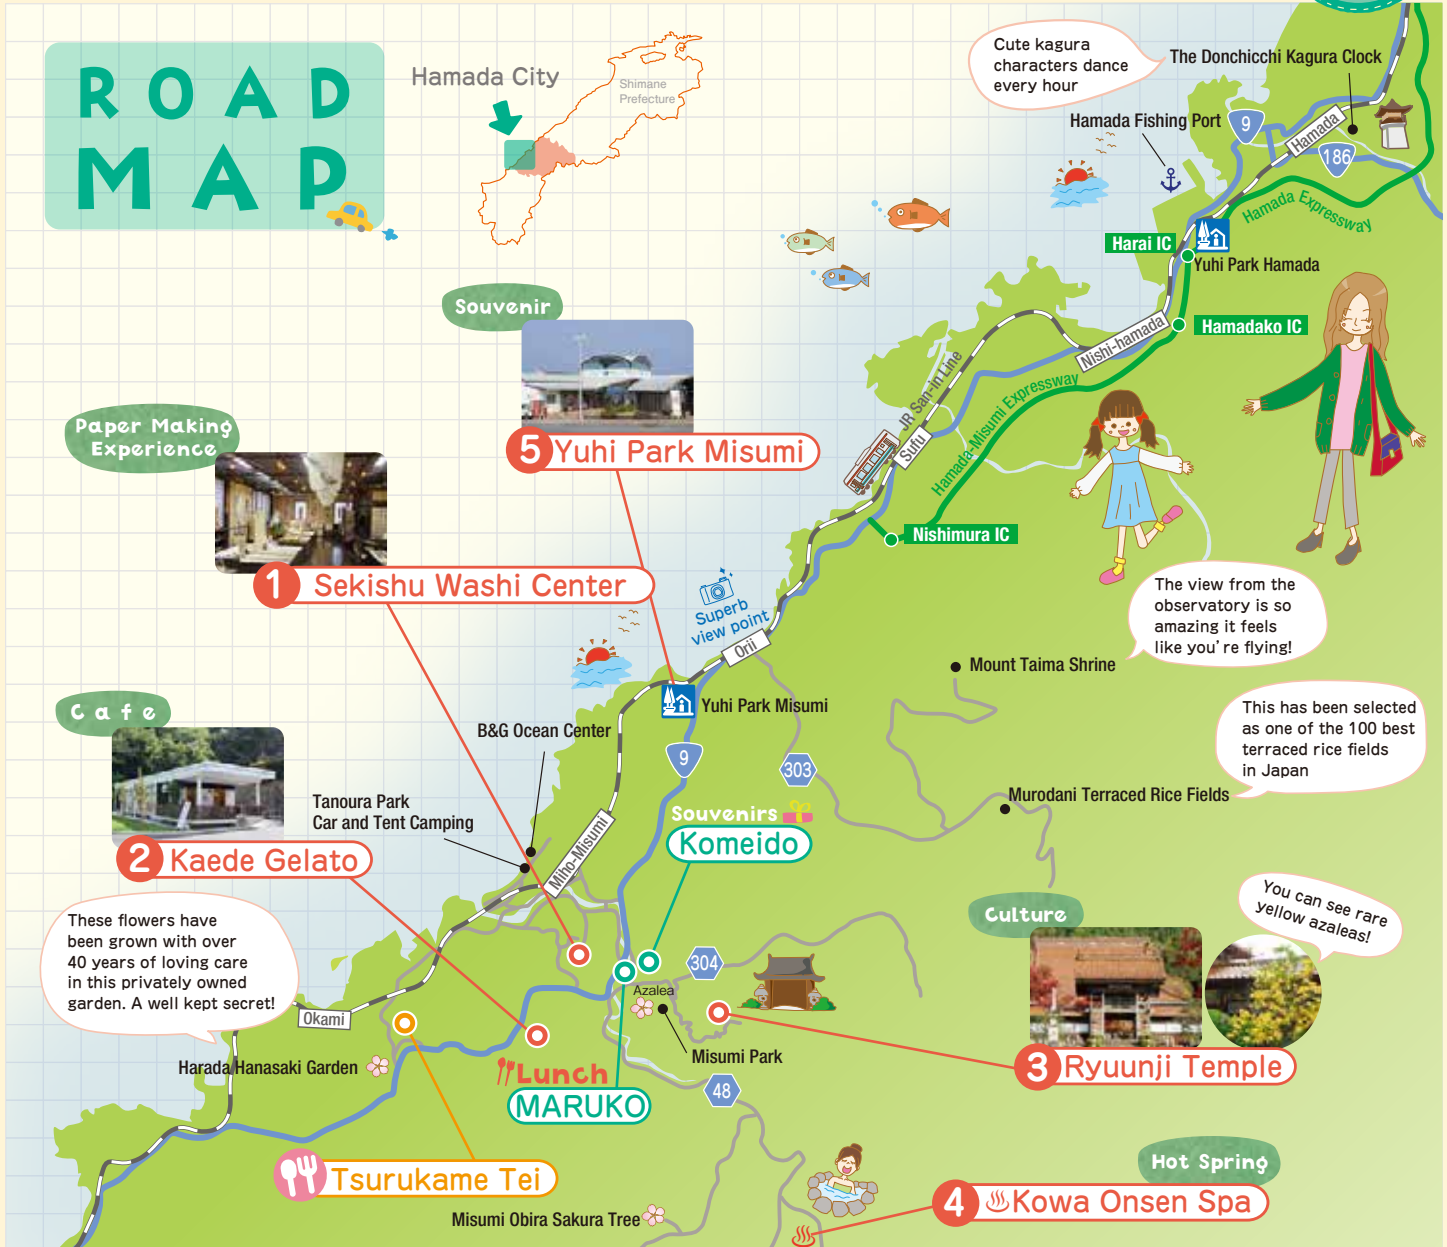 ROAD
MAP
Hamada City
Shimane
Prefecture
Cute kagura
characters dance
every hour
The Donchicchi Kagura Clock
Hamada Fishing Port
9
Hamada
186
Hamada Expressway
Harai IC
Yuhi Park Hamada
Hamadako IC
Nishi-hamada
JR San-in Line
Sufu
Hamada-Misumi Expressway
Nishimura IC
Souvenir
5 Yuhi Park Misumi
Paper Making
Experience
1 Sekishu Washi Center
Superb
view point
Orii
The view from the
observatory is so
amazing it feels
like you're flying!
Mount Taima Shrine
This has been selected
as one of the 100 best
terraced rice fields
in Japan
Murodani Terraced Rice Fields
Yuhi Park Misumi
9
303
Cafe
B&G Ocean Center
Tanoura Park
Car and Tent Camping
2 Kaede Gelato
Miho-Misumi
Souvenirs
Komeido
These flowers have
been grown with over
40 years of loving care
in this privately owned
garden. A well kept secret!
Okami
Harada Hanasaki Garden
304
Azalea
Misumi Park
Culture
You can see rare
yellow azaleas!
3 Ryuunji Temple
Lunch
MARUKO
48
Tsurukame Tei
Misumi Obira Sakura Tree
Hot Spring
4 Kowa Onsen Spa